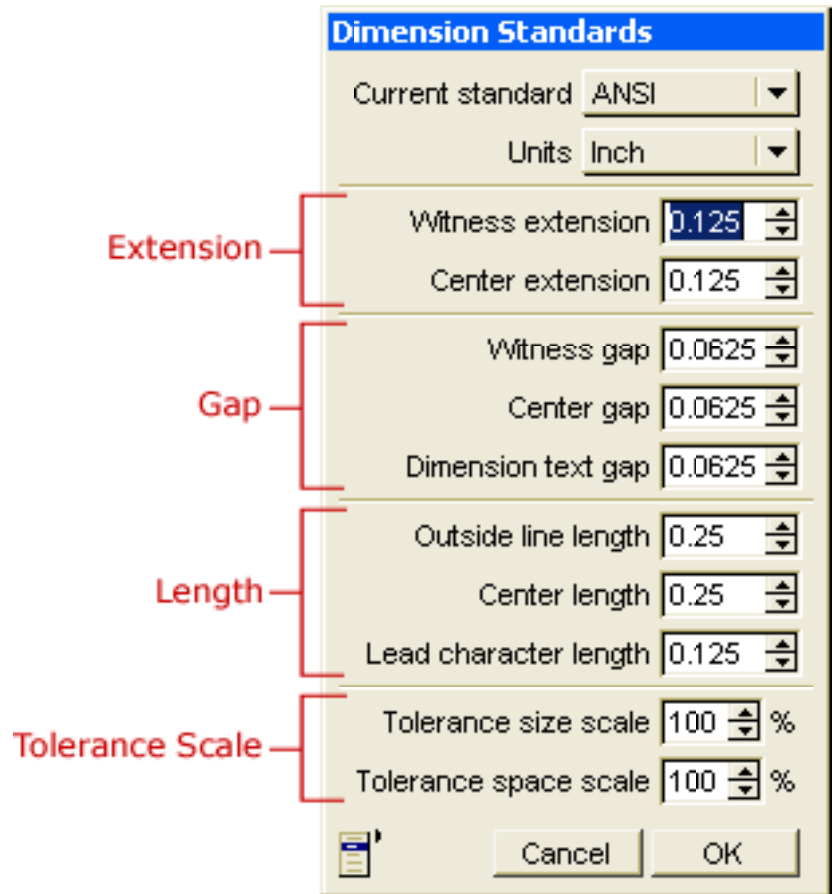 Dimension Standards
Current standard ANSI
Units Inch
Extension
Witness extension 0.125
Center extension 0.125
Gap
Witness gap 0.0625
Center gap 0.0625
Dimension text gap 0.0625
Length
Outside line length 0.25
Center length 0.25
Lead character length 0.125
Tolerance Scale
Tolerance size scale 100 %
Tolerance space scale 100 %
Cancel OK